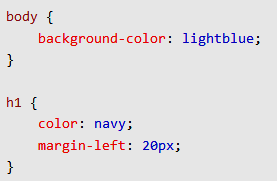 body {
    background-color: lightblue;
}

h1 {
    color: navy;
    margin-left: 20px;
}